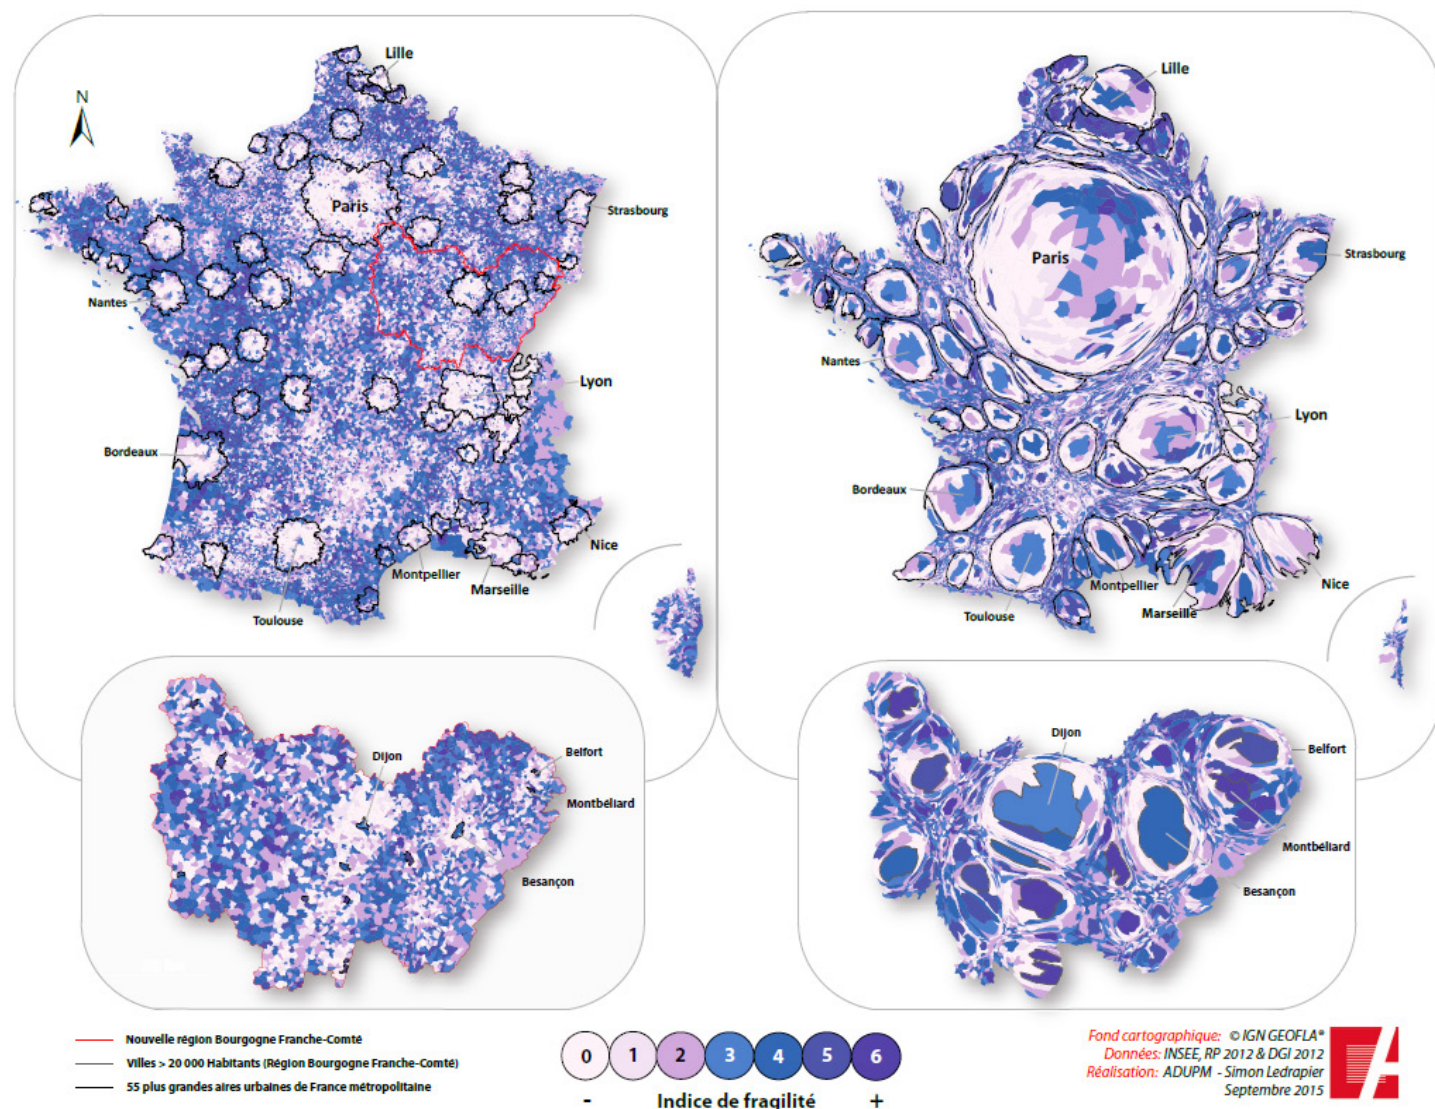 N
Lille
Paris
Strasbourg
Nantes
Lyon
Bordeaux
Nice
Montpellier
Marseille
Toulouse
Lille
Paris
Strasbourg
Nantes
Lyon
Bordeaux
Nice
Montpellier
Marseille
Toulouse
Dijon
Belfort
Montbéliard
Besançon
Dijon
Belfort
Montbéliard
Besançon
Nouvelle région Bourgogne Franche-Comté
Villes > 20 000 Habitants (Région Bourgogne Franche-Comté)
55 plus grandes aires urbaines de France métropolitaine
0 1 2 3 4 5 6
- Indice de fragilité +
Fond cartographique: © IGN GEOFLA®
Données: INSEE, RP 2012 & DGI 2012
Réalisation: ADUPM - Simon Ledrapier
Septembre 2015